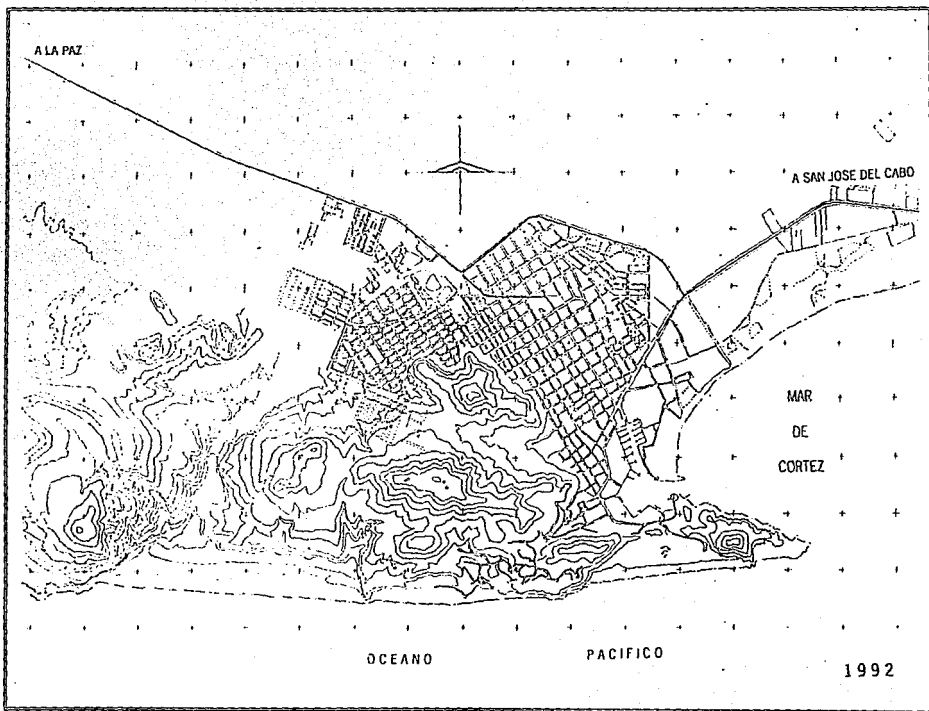 A LA PAZ
A SAN JOSE DEL CABO
MAR
DE
CORTEZ
OCEANO PACIFICO
1992